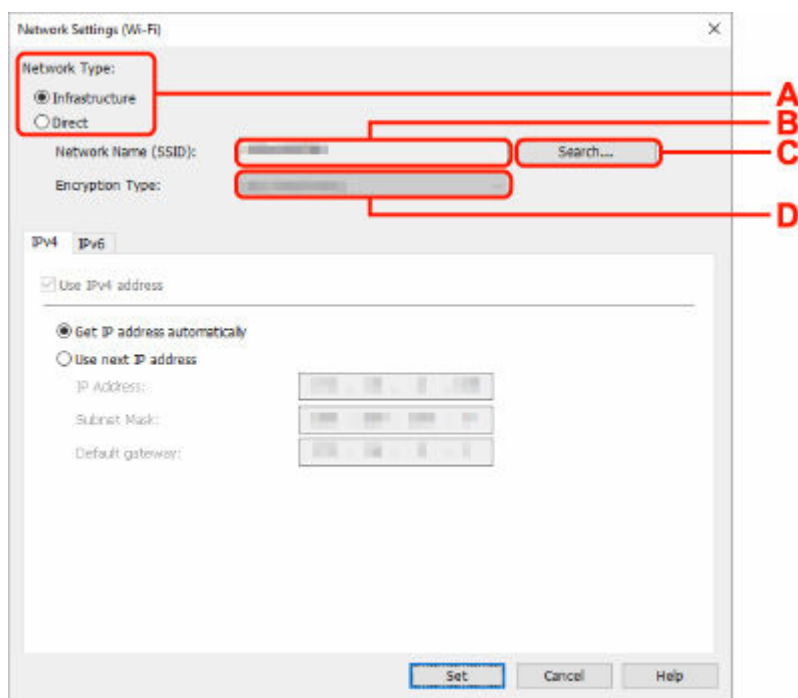 Network Settings (Wi-Fi)
Network Type:
Infrastructure
A
Direct
B
Network Name (SSID):
Search...
C
Encryption Type:
D
IPv4 IPv6
Use IPv4 address
Get IP address automatically
Use next IP address
IP Address:
Subnet Mask:
Default gateway:
Set Cancel Help